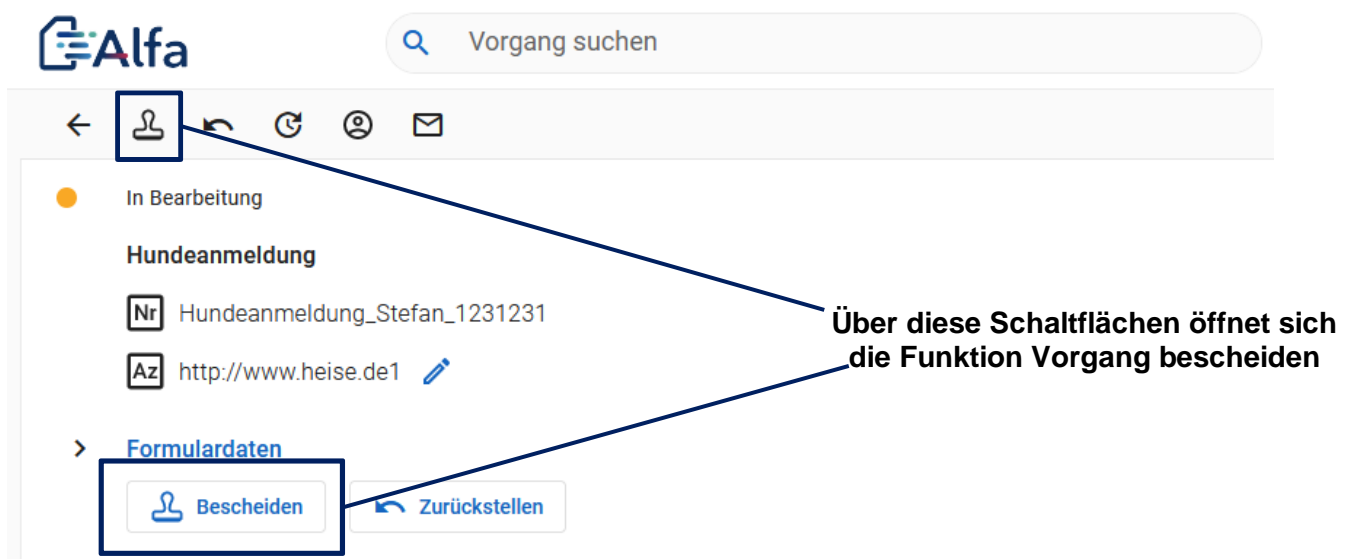 Alfa
Vorgang suchen
In Bearbeitung
Hundeanmeldung
Nr Hundeanmeldung_Stefan_1231231
Az http://www.heise.de1
Über diese Schaltflächen öffnet sich
die Funktion Vorgang bescheiden
Formulardaten
Bescheiden Zurückstellen